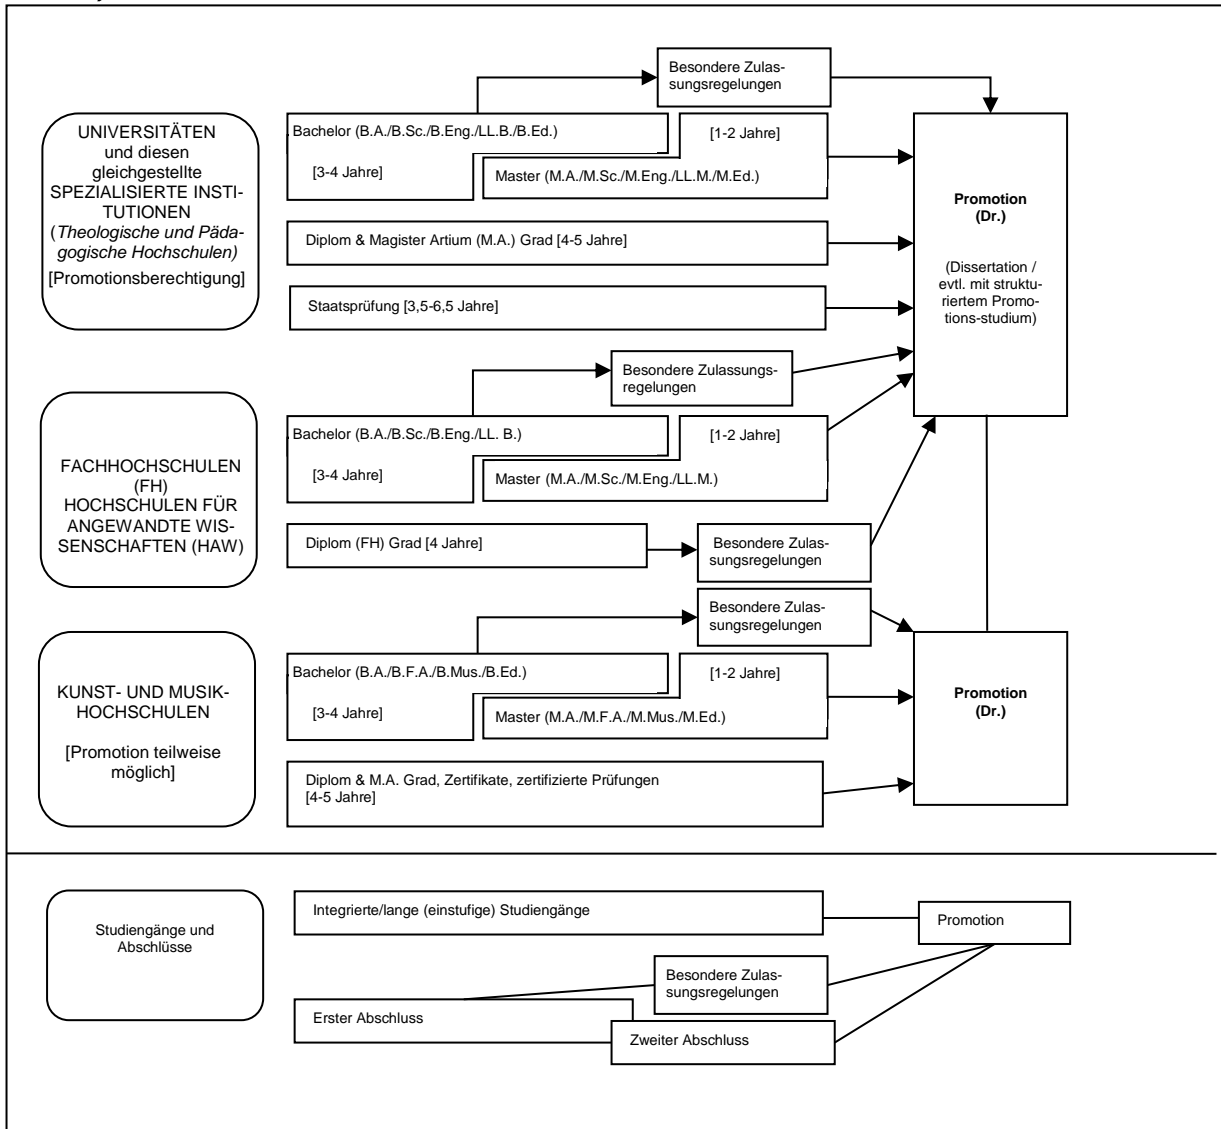 Besondere Zulas-
sungsregelungen
UNIVERSITÄTEN
und diesen
gleichgestellte
SPEZIALISIERTE INSTI-
TUTIONEN
(Theologische und Päda-
gogische Hochschulen)
[Promotionsberechtigung]
Bachelor (B.A./B.Sc./B.Eng./LL.B./B.Ed.)
[3-4 Jahre]
[1-2 Jahre]
Master (M.A./M.Sc./M.Eng./LL.M./M.Ed.)
Diplom & Magister Artium (M.A.) Grad [4-5 Jahre]
Staatsprüfung [3,5-6,5 Jahre]
Promotion
(Dr.)
(Dissertation /
evtl. mit struktu-
riertem Promo-
tions-studium)
Besondere Zulassungs-
regelungen
FACHHOCHSCHULEN
(FH)
HOCHSCHULEN FÜR
ANGEWANDTE WIS-
SENSCHAFTEN (HAW)
Bachelor (B.A./B.Sc./B.Eng./LL. B.)
[3-4 Jahre]
[1-2 Jahre]
Master (M.A./M.Sc./M.Eng./LL.M.)
Diplom (FH) Grad [4 Jahre]
Besondere Zulas-
sungsregelungen
Besondere Zulas-
sungsregelungen
KUNST- UND MUSIK-
HOCHSCHULEN
[Promotion teilweise
möglich]
Bachelor (B.A./B.F.A./B.Mus./B.Ed.)
[3-4 Jahre]
[1-2 Jahre]
Master (M.A./M.F.A./M.Mus./M.Ed.)
Diplom & M.A. Grad, Zertifikate, zertifizierte Prüfungen
[4-5 Jahre]
Promotion
(Dr.)
Studiengänge und
Abschlüsse
Integrierte/lange (einstufige) Studiengänge
Promotion
Besondere Zulas-
sungsregelungen
Erster Abschluss
Zweiter Abschluss